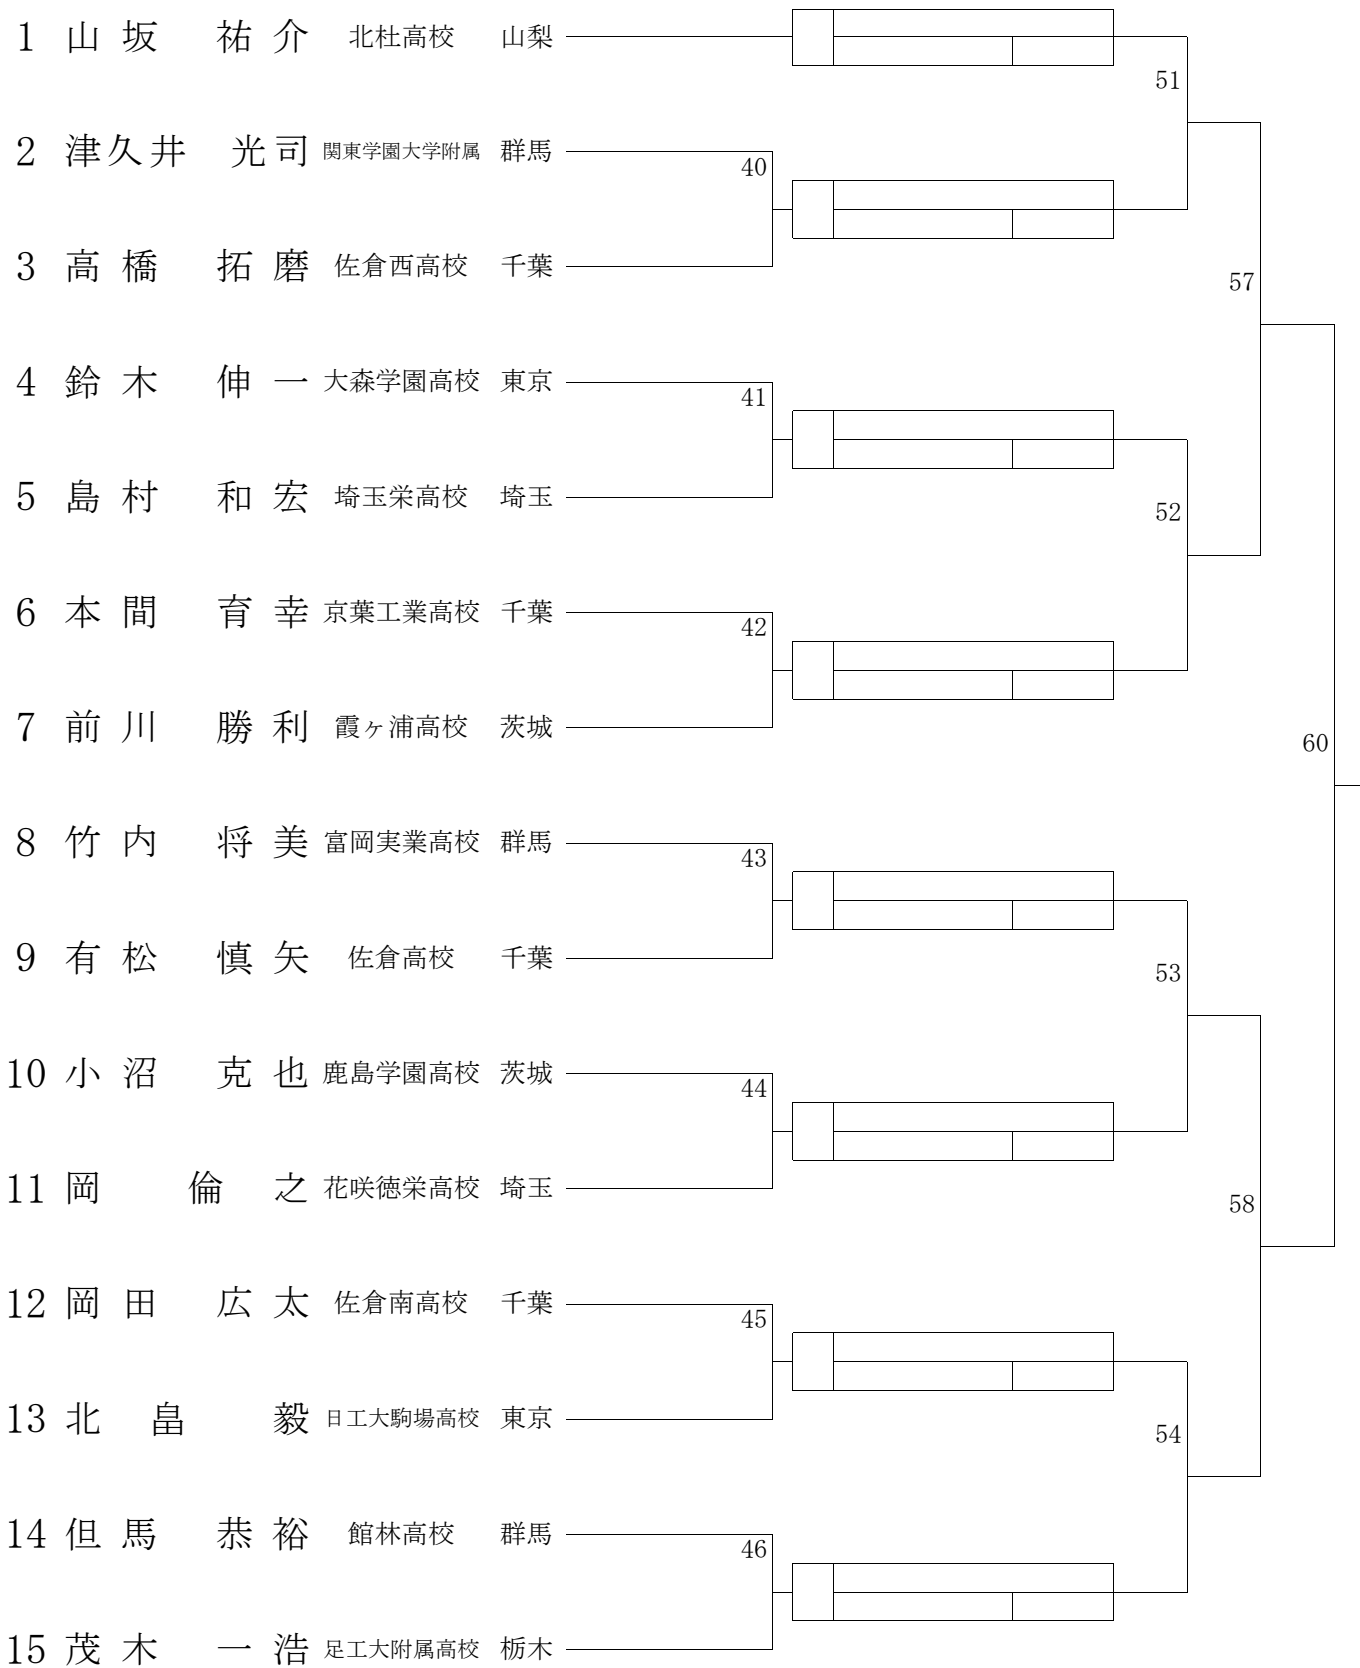 1 山坂 祐介 北杜高校 山梨
51
2 津久井 光司 関東学園大学附属 群馬
40
3 高橋 拓磨 佐倉西高校 千葉
57
4 鈴木 伸一 大森学園高校 東京
41
5 島村 和宏 埼玉栄高校 埼玉
52
6 本間 育幸 京葉工業高校 千葉
42
7 前川 勝利 霞ヶ浦高校 茨城
60
8 竹内 将美 富岡実業高校 群馬
43
9 有松 慎矢 佐倉高校 千葉
53
10 小沼 克也 鹿島学園高校 茨城
44
11 岡 倫之 花咲徳栄高校 埼玉
58
12 岡田 広太 佐倉南高校 千葉
45
13 北畠 毅 日工大駒場高校 東京
54
14 但馬 恭裕 館林高校 群馬
46
15 茂木 一浩 足工大附属高校 栃木